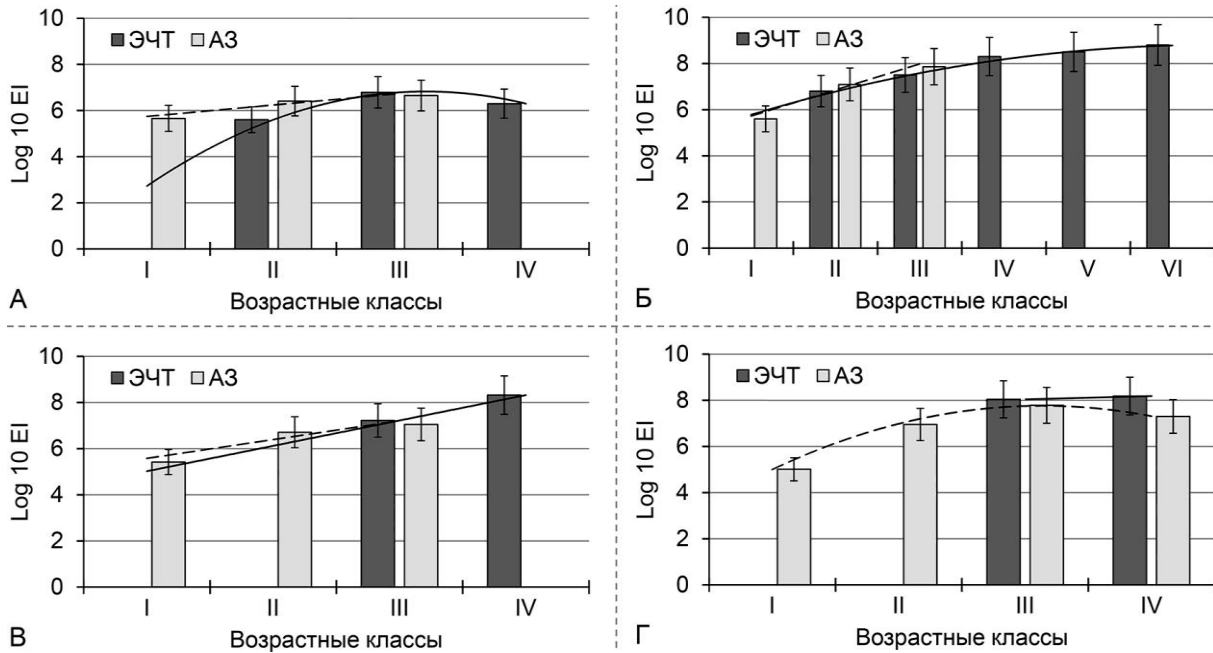 10
8
6
4
2
0
Log 10 EI
ЭЧТ АЗ
I II III IV
Возрастные классы
А
10
8
6
4
2
0
Log 10 EI
ЭЧТ АЗ
I II III IV V VI
Возрастные классы
Б
10
8
6
4
2
0
Log 10 EI
ЭЧТ АЗ
I II III IV
Возрастные классы
В
10
8
6
4
2
0
Log 10 EI
ЭЧТ АЗ
I II III IV
Возрастные классы
Г